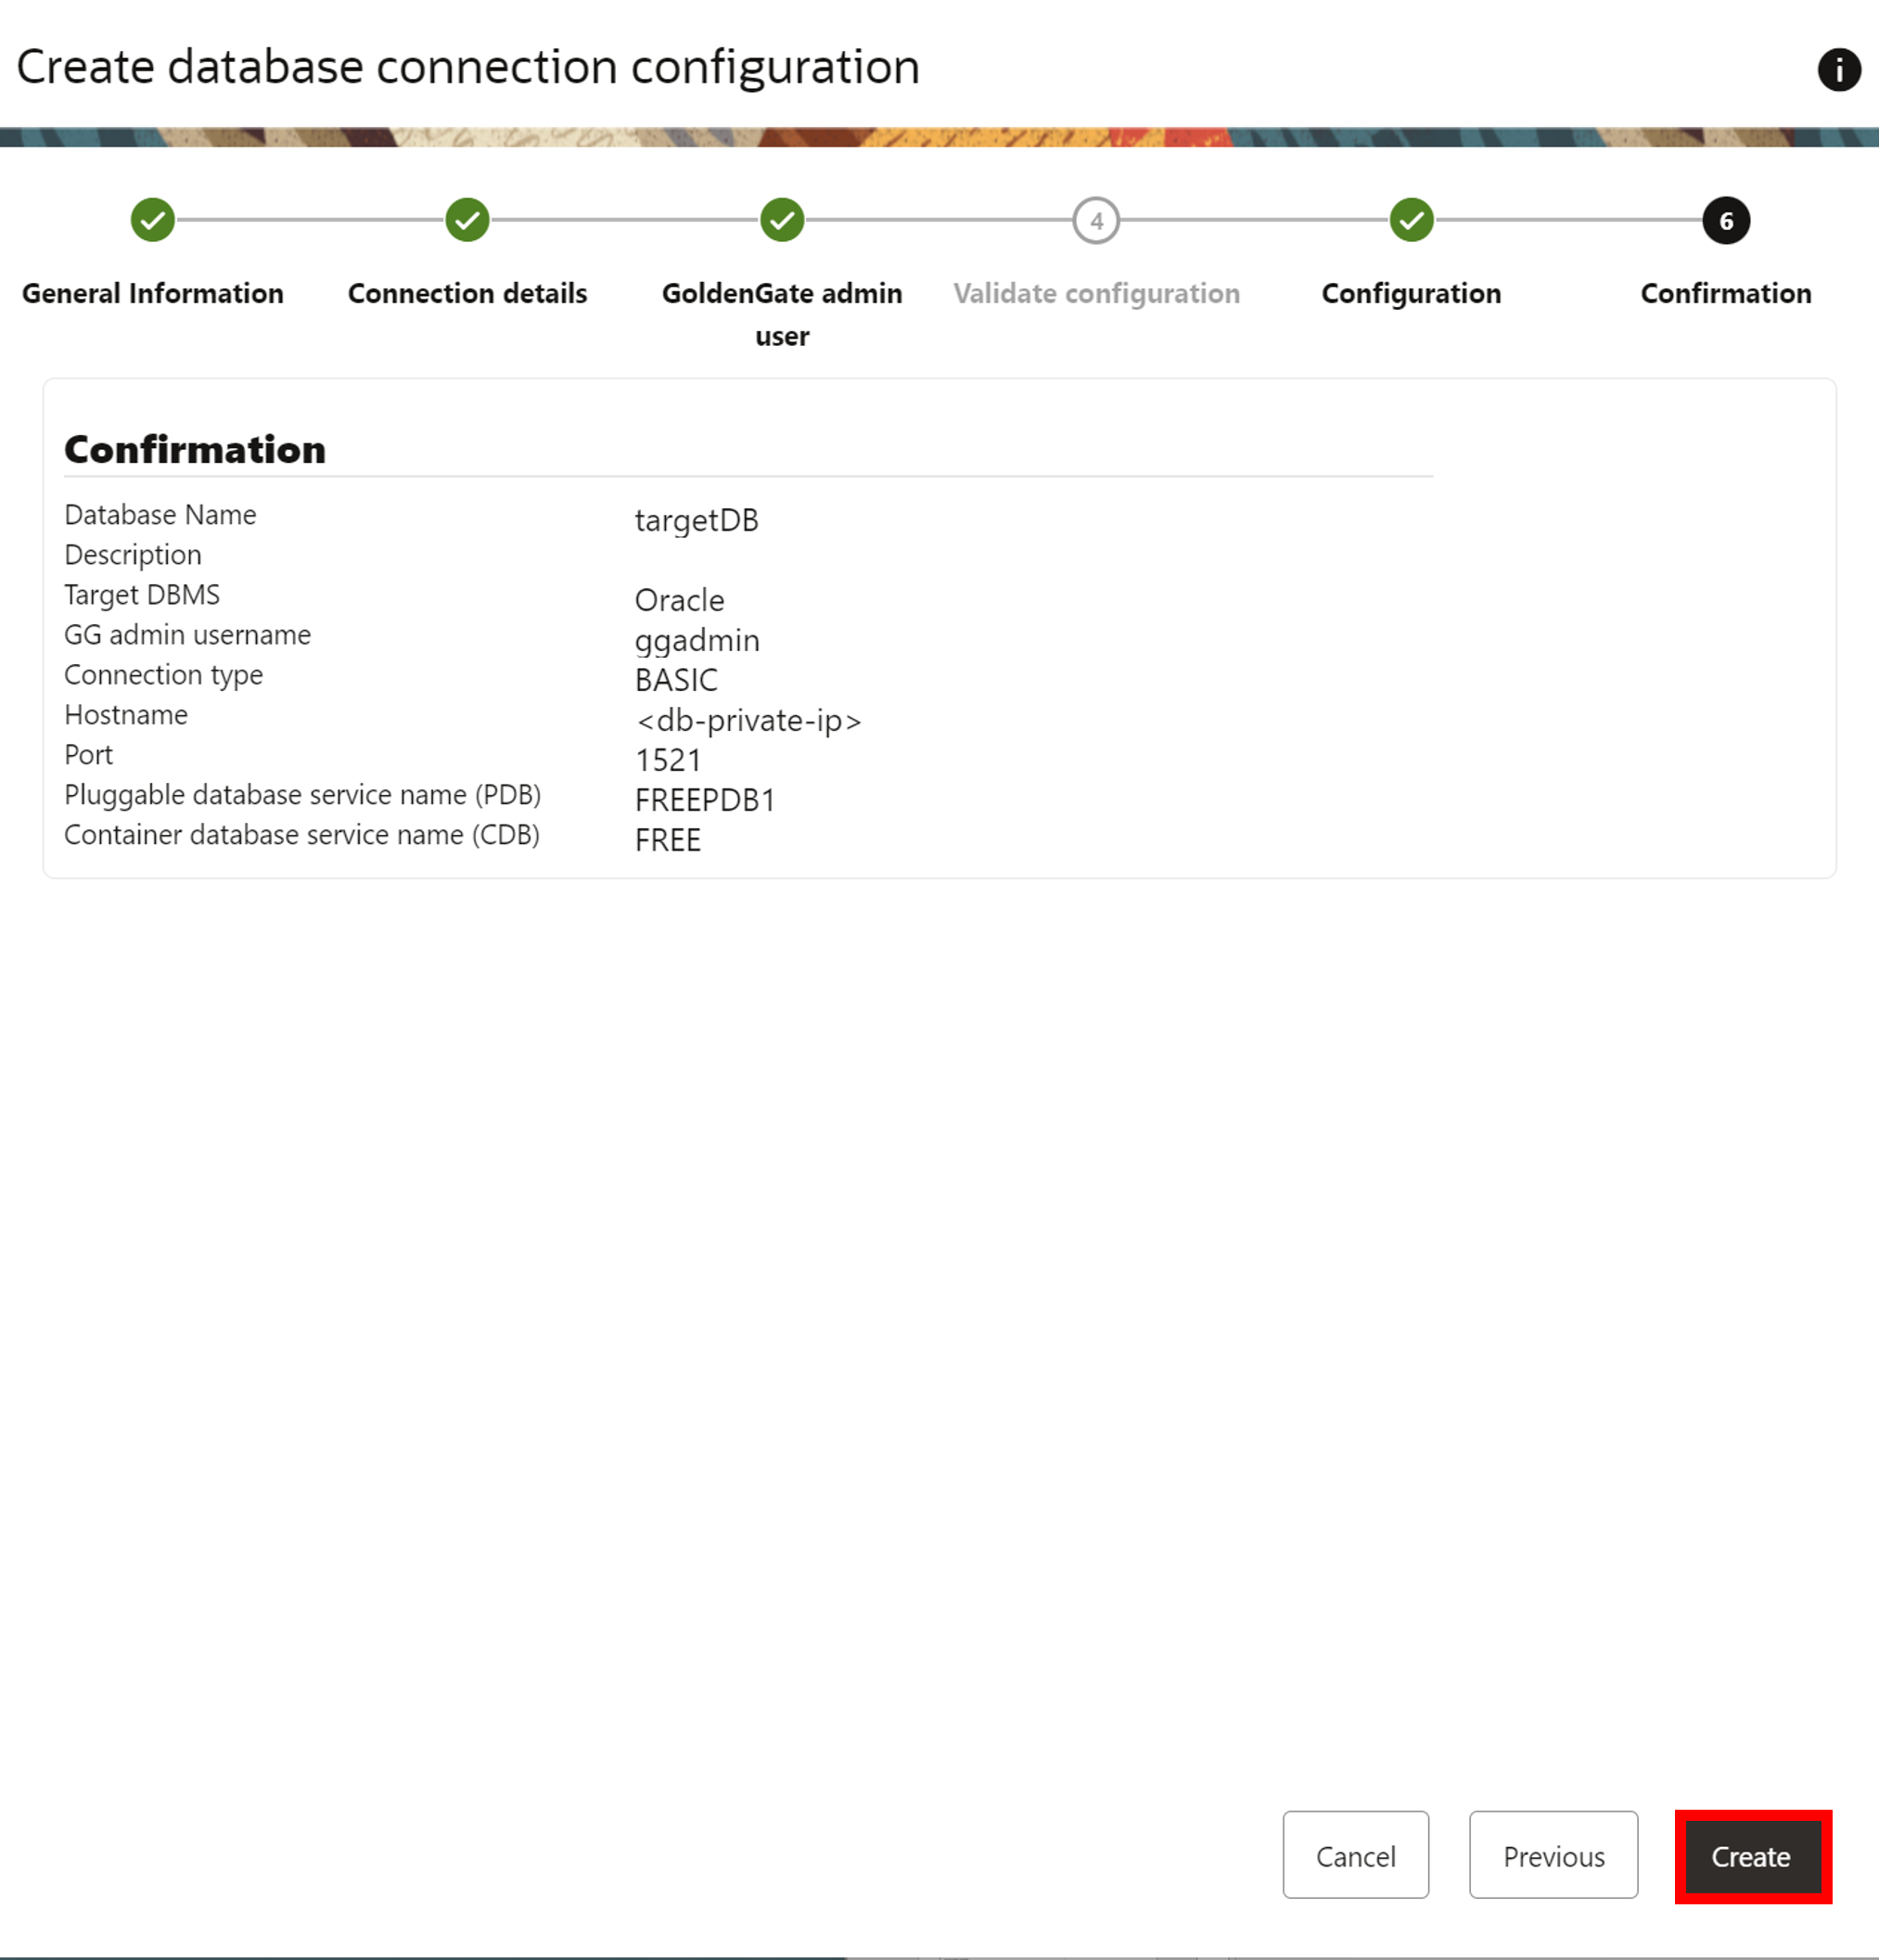 Create database connection configuration
i
4
6
General Information
Connection details
GoldenGate admin
user
Validate configuration
Configuration
Confirmation
Confirmation
Database Name targetDB
Description
Target DBMS Oracle
GG admin username ggadmin
Connection type BASIC
Hostname <db-private-ip>
Port 1521
Pluggable database service name (PDB) FREEPDB1
Container database service name (CDB) FREE
Cancel
Previous
Create